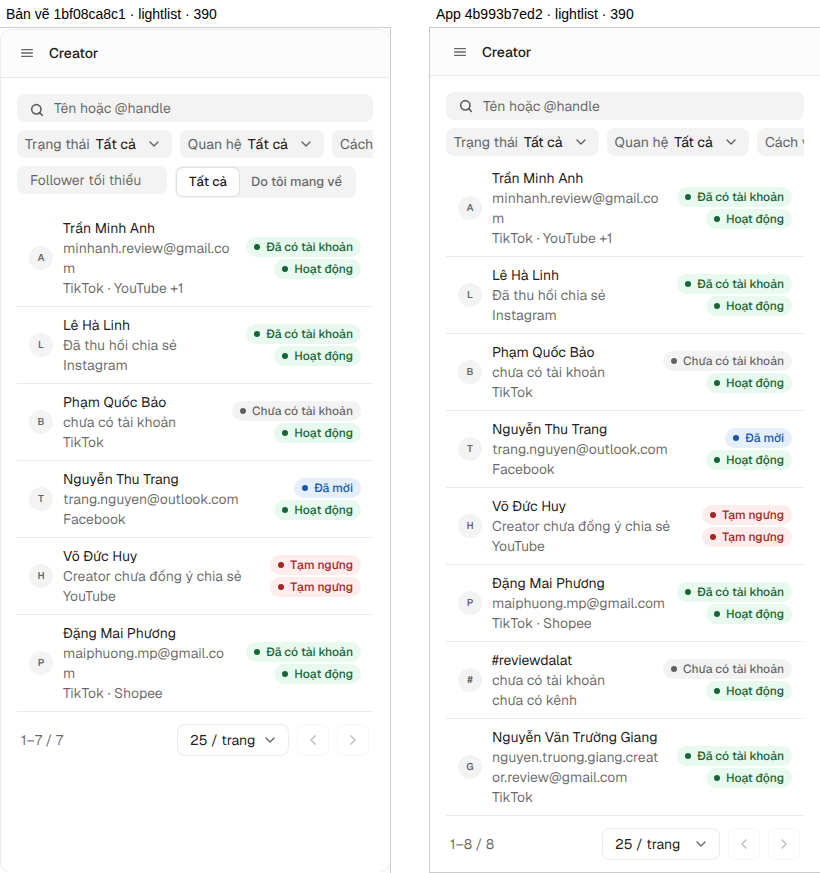 Bản vẽ 1bf08ca8c1 · lightlist · 390
Creator
Tên hoặc @handle
Trạng thái Tất cả
Quan hệ Tất cả
Cách
Follower tối thiểu
Tất cả
Do tôi mang về
A
Trần Minh Anh
minhanh.review@gmail.co
m
TikTok · YouTube +1
Đã có tài khoản
Hoạt động
L
Lê Hà Linh
Đã thu hồi chia sẻ
Instagram
Đã có tài khoản
Hoạt động
B
Phạm Quốc Bảo
chưa có tài khoản
TikTok
Chưa có tài khoản
Hoạt động
T
Nguyễn Thu Trang
trang.nguyen@outlook.com
Facebook
Đã mời
Hoạt động
H
Võ Đức Huy
Creator chưa đồng ý chia sẻ
YouTube
Tạm ngưng
Tạm ngưng
P
Đặng Mai Phương
maiphuong.mp@gmail.co
m
TikTok · Shopee
Đã có tài khoản
Hoạt động
1–7 / 7
25 / trang
App 4b993b7ed2 · lightlist · 390
Creator
Tên hoặc @handle
Trạng thái Tất cả
Quan hệ Tất cả
Cách v
A
Trần Minh Anh
minhanh.review@gmail.co
m
TikTok · YouTube +1
Đã có tài khoản
Hoạt động
L
Lê Hà Linh
Đã thu hồi chia sẻ
Instagram
Đã có tài khoản
Hoạt động
B
Phạm Quốc Bảo
chưa có tài khoản
TikTok
Chưa có tài khoản
Hoạt động
T
Nguyễn Thu Trang
trang.nguyen@outlook.com
Facebook
Đã mời
Hoạt động
H
Võ Đức Huy
Creator chưa đồng ý chia sẻ
YouTube
Tạm ngưng
Tạm ngưng
P
Đặng Mai Phương
maiphuong.mp@gmail.com
TikTok · Shopee
Đã có tài khoản
Hoạt động
#
#reviewdalat
chưa có tài khoản
chưa có kênh
Chưa có tài khoản
Hoạt động
G
Nguyễn Văn Trường Giang
nguyen.truong.giang.creat
or.review@gmail.com
TikTok
Đã có tài khoản
Hoạt động
1–8 / 8
25 / trang